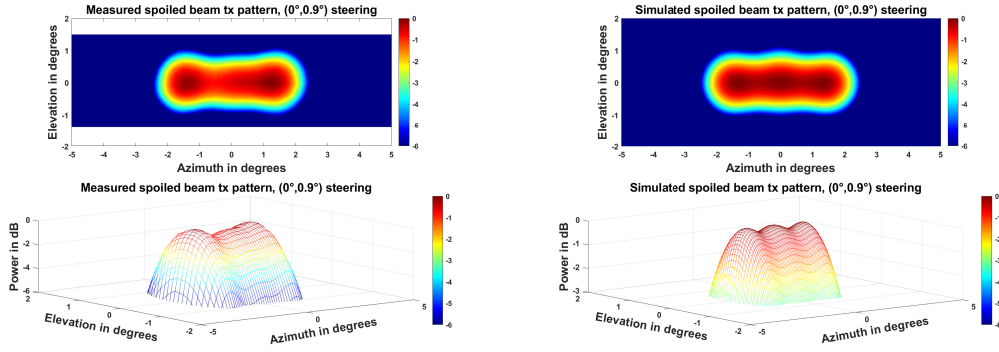 Measured spoiled beam tx pattern, (0°,0.9°) steering
Elevation in degrees
2
1
0
-1
-2
-5 -4 -3 -2 -1 0 1 2 3 4 5
Azimuth in degrees
0
-1
-2
-3
-4
-5
-6
Simulated spoiled beam tx pattern, (0°,0.9°) steering
Elevation in degrees
2
1
0
-1
-2
-5 -4 -3 -2 -1 0 1 2 3 4 5
Azimuth in degrees
0
-1
-2
-3
-4
-5
-6
Measured spoiled beam tx pattern, (0°,0.9°) steering
Power in dB
0
-2
-4
-6
2 1 0 -1 -2
Elevation in degrees
-5 0 5
Azimuth in degrees
0
-1
-2
-3
-4
-5
-6
Simulated spoiled beam tx pattern, (0°,0.9°) steering
Power in dB
0
-1
-2
-3
2 1 0 -1 -2
Elevation in degrees
-5 0 5
Azimuth in degrees